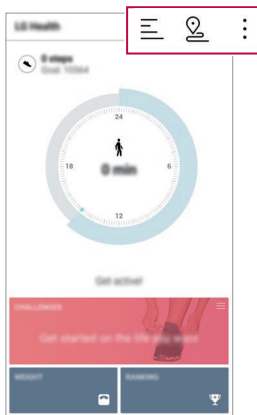 LG Health
0 steps
Goal: 10564
24
18
0 min
6
12
Get active!
CHALLENGES
Get started on the life you want
WEIGHT
RANKING